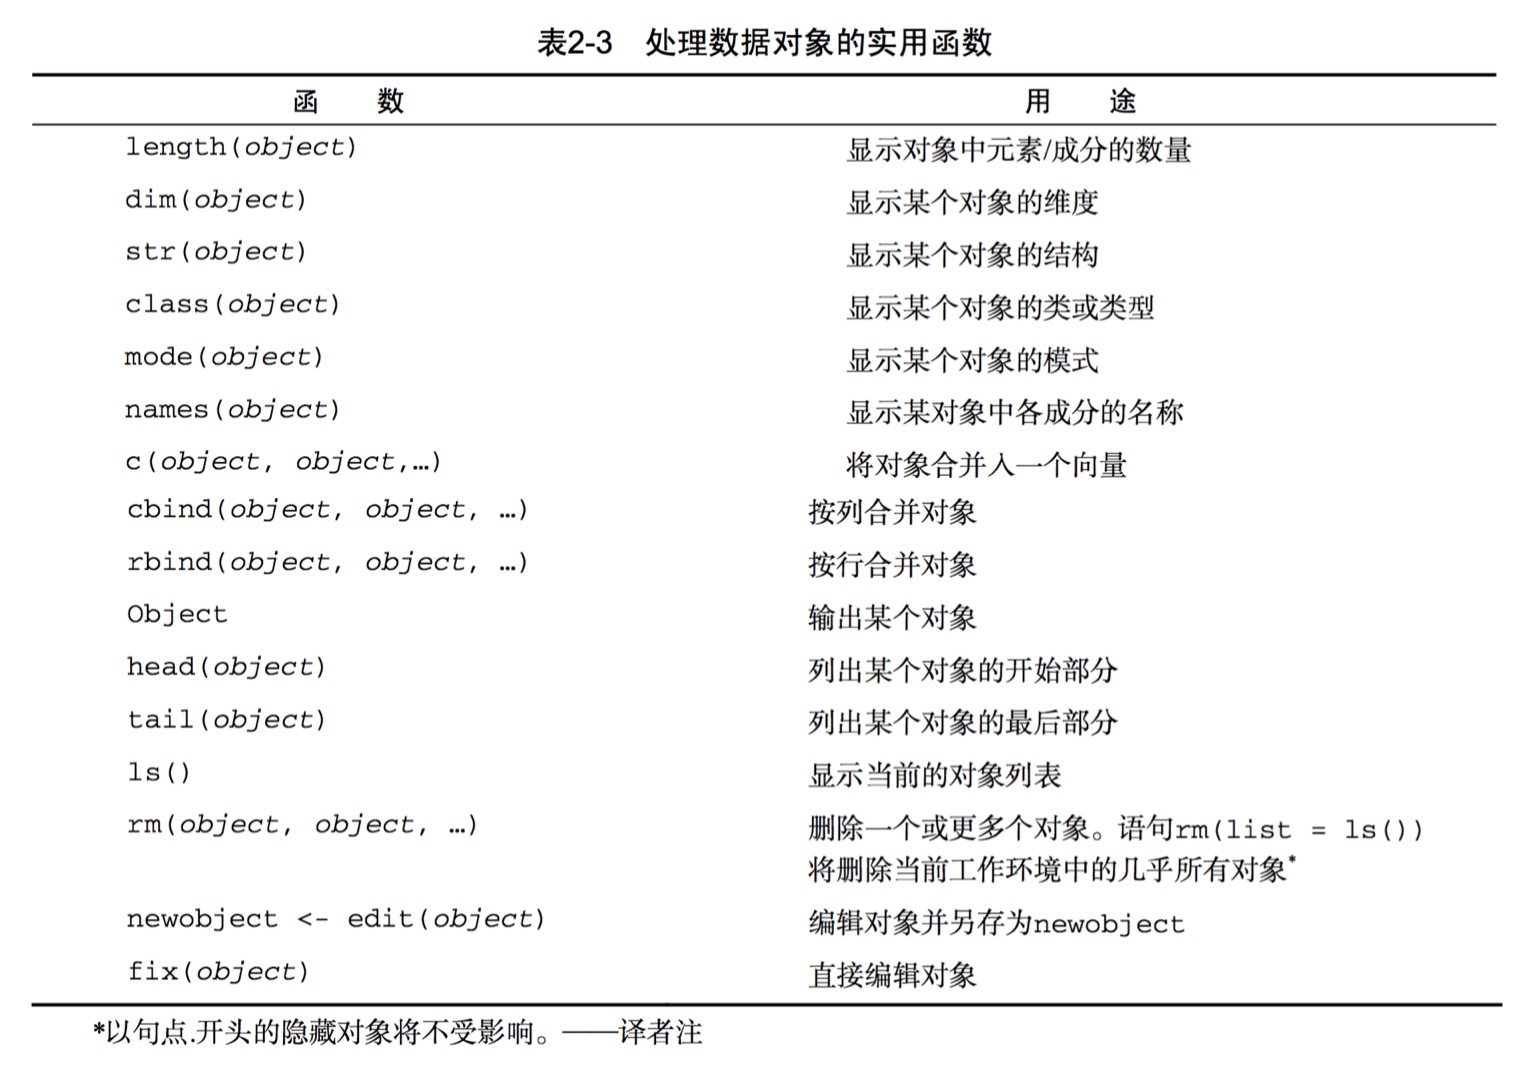 表2-3 处理数据对象的实用函数
函 数 用 途
length(object) 显示对象中元素/成分的数量
dim(object) 显示某个对象的维度
str(object) 显示某个对象的结构
class(object) 显示某个对象的类或类型
mode(object) 显示某个对象的模式
names(object) 显示某对象中各成分的名称
c(object, object,…) 将对象合并入一个向量
cbind(object, object, …) 按列合并对象
rbind(object, object, …) 按行合并对象
Object 输出某个对象
head(object) 列出某个对象的开始部分
tail(object) 列出某个对象的最后部分
ls() 显示当前的对象列表
rm(object, object, …) 删除一个或更多个对象。语句rm(list = ls())
将删除当前工作环境中的几乎所有对象*
newobject <- edit(object) 编辑对象并另存为newobject
fix(object) 直接编辑对象
*以句点.开头的隐藏对象将不受影响。——译者注